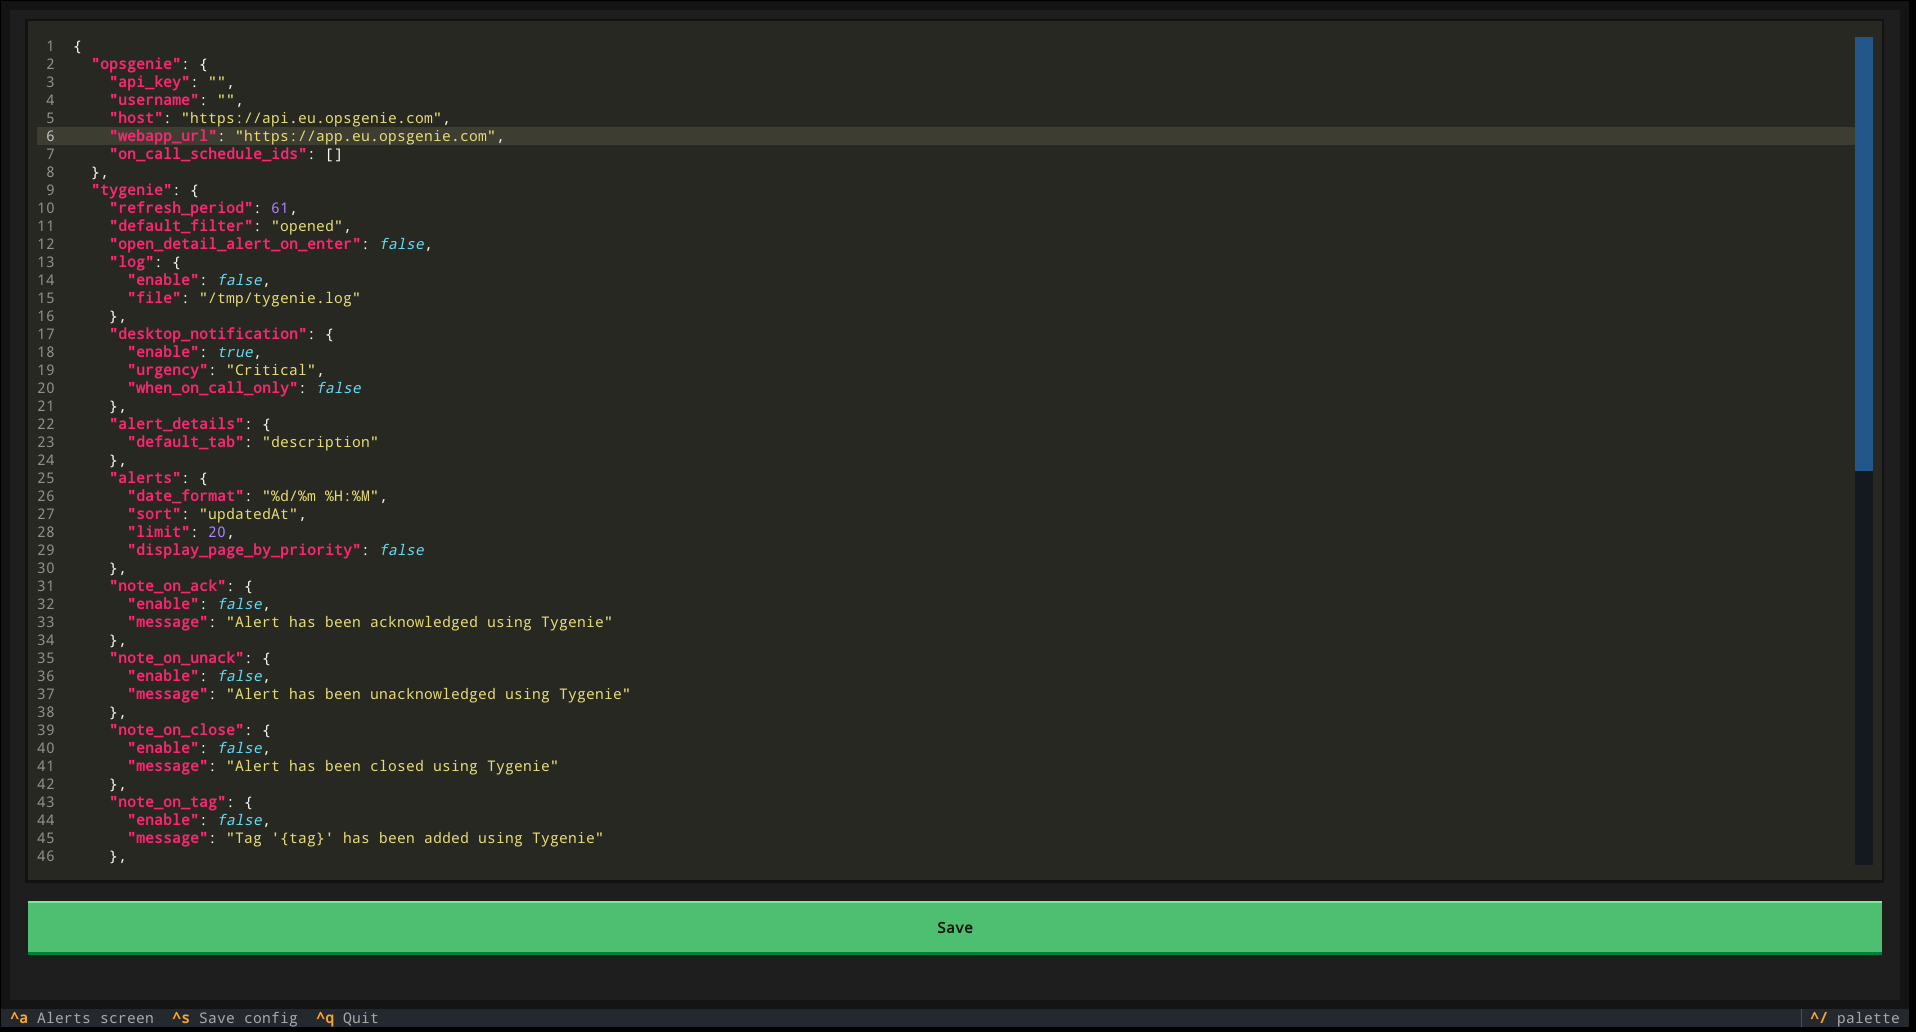 1 {
2   "opsgenie": {
3     "api_key": "",
4     "username": "",
5     "host": "https://api.eu.opsgenie.com",
6     "webapp_url": "https://app.eu.opsgenie.com",
7     "on_call_schedule_ids": []
8   },
9   "tygenie": {
10     "refresh_period": 61,
11     "default_filter": "opened",
12     "open_detail_alert_on_enter": false,
13     "log": {
14       "enable": false,
15       "file": "/tmp/tygenie.log"
16     },
17     "desktop_notification": {
18       "enable": true,
19       "urgency": "Critical",
20       "when_on_call_only": false
21     },
22     "alert_details": {
23       "default_tab": "description"
24     },
25     "alerts": {
26       "date_format": "%d/%m %H:%M",
27       "sort": "updatedAt",
28       "limit": 20,
29       "display_page_by_priority": false
30     },
31     "note_on_ack": {
32       "enable": false,
33       "message": "Alert has been acknowledged using Tygenie"
34     },
35     "note_on_unack": {
36       "enable": false,
37       "message": "Alert has been unacknowledged using Tygenie"
38     },
39     "note_on_close": {
40       "enable": false,
41       "message": "Alert has been closed using Tygenie"
42     },
43     "note_on_tag": {
44       "enable": false,
45       "message": "Tag '{tag}' has been added using Tygenie"
46     },
Save
^a Alerts screen  ^s Save config  ^q Quit  ^/ palette